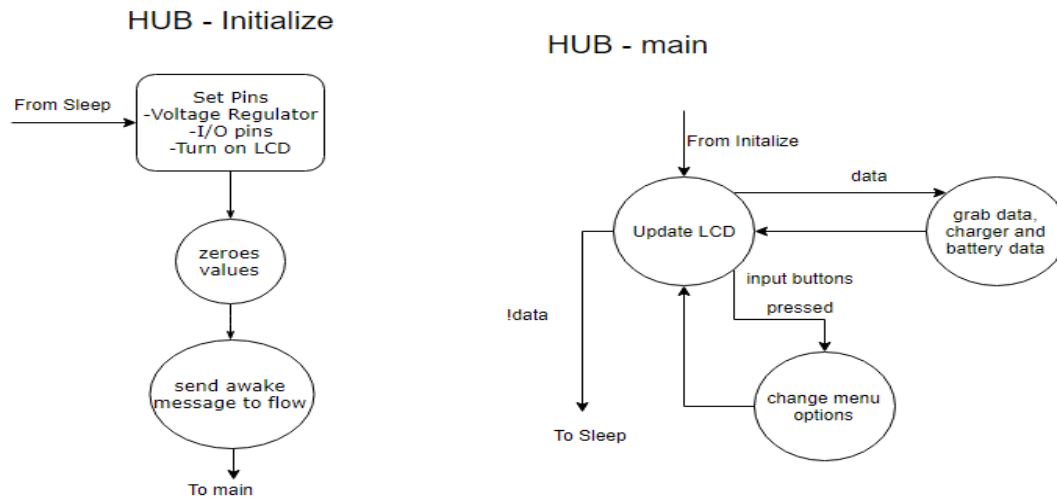 HUB - Initialize
From Sleep
Set Pins
-Voltage Regulator
-I/O pins
-Turn on LCD
zeroes
values
send awake
message to flow
To main
HUB - main
From Initalize
data
Update LCD
grab data,
charger and
battery data
input buttons
pressed
!data
change menu
options
To Sleep